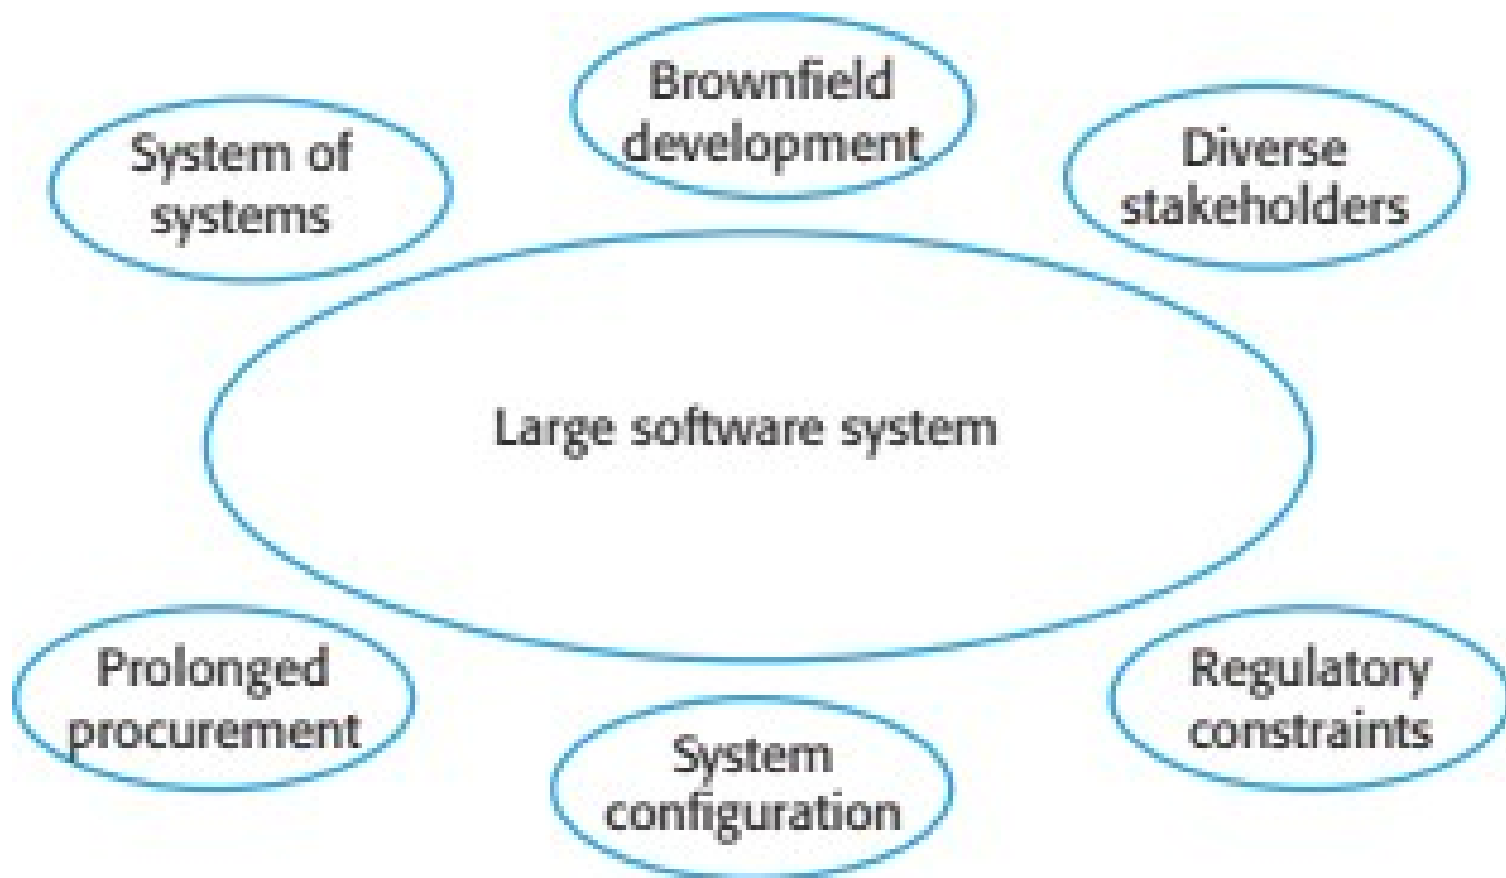 Brownfield
development
System of
systems
Diverse
stakeholders
Large software system
Prolonged
procurement
System
configuration
Regulatory
constraints